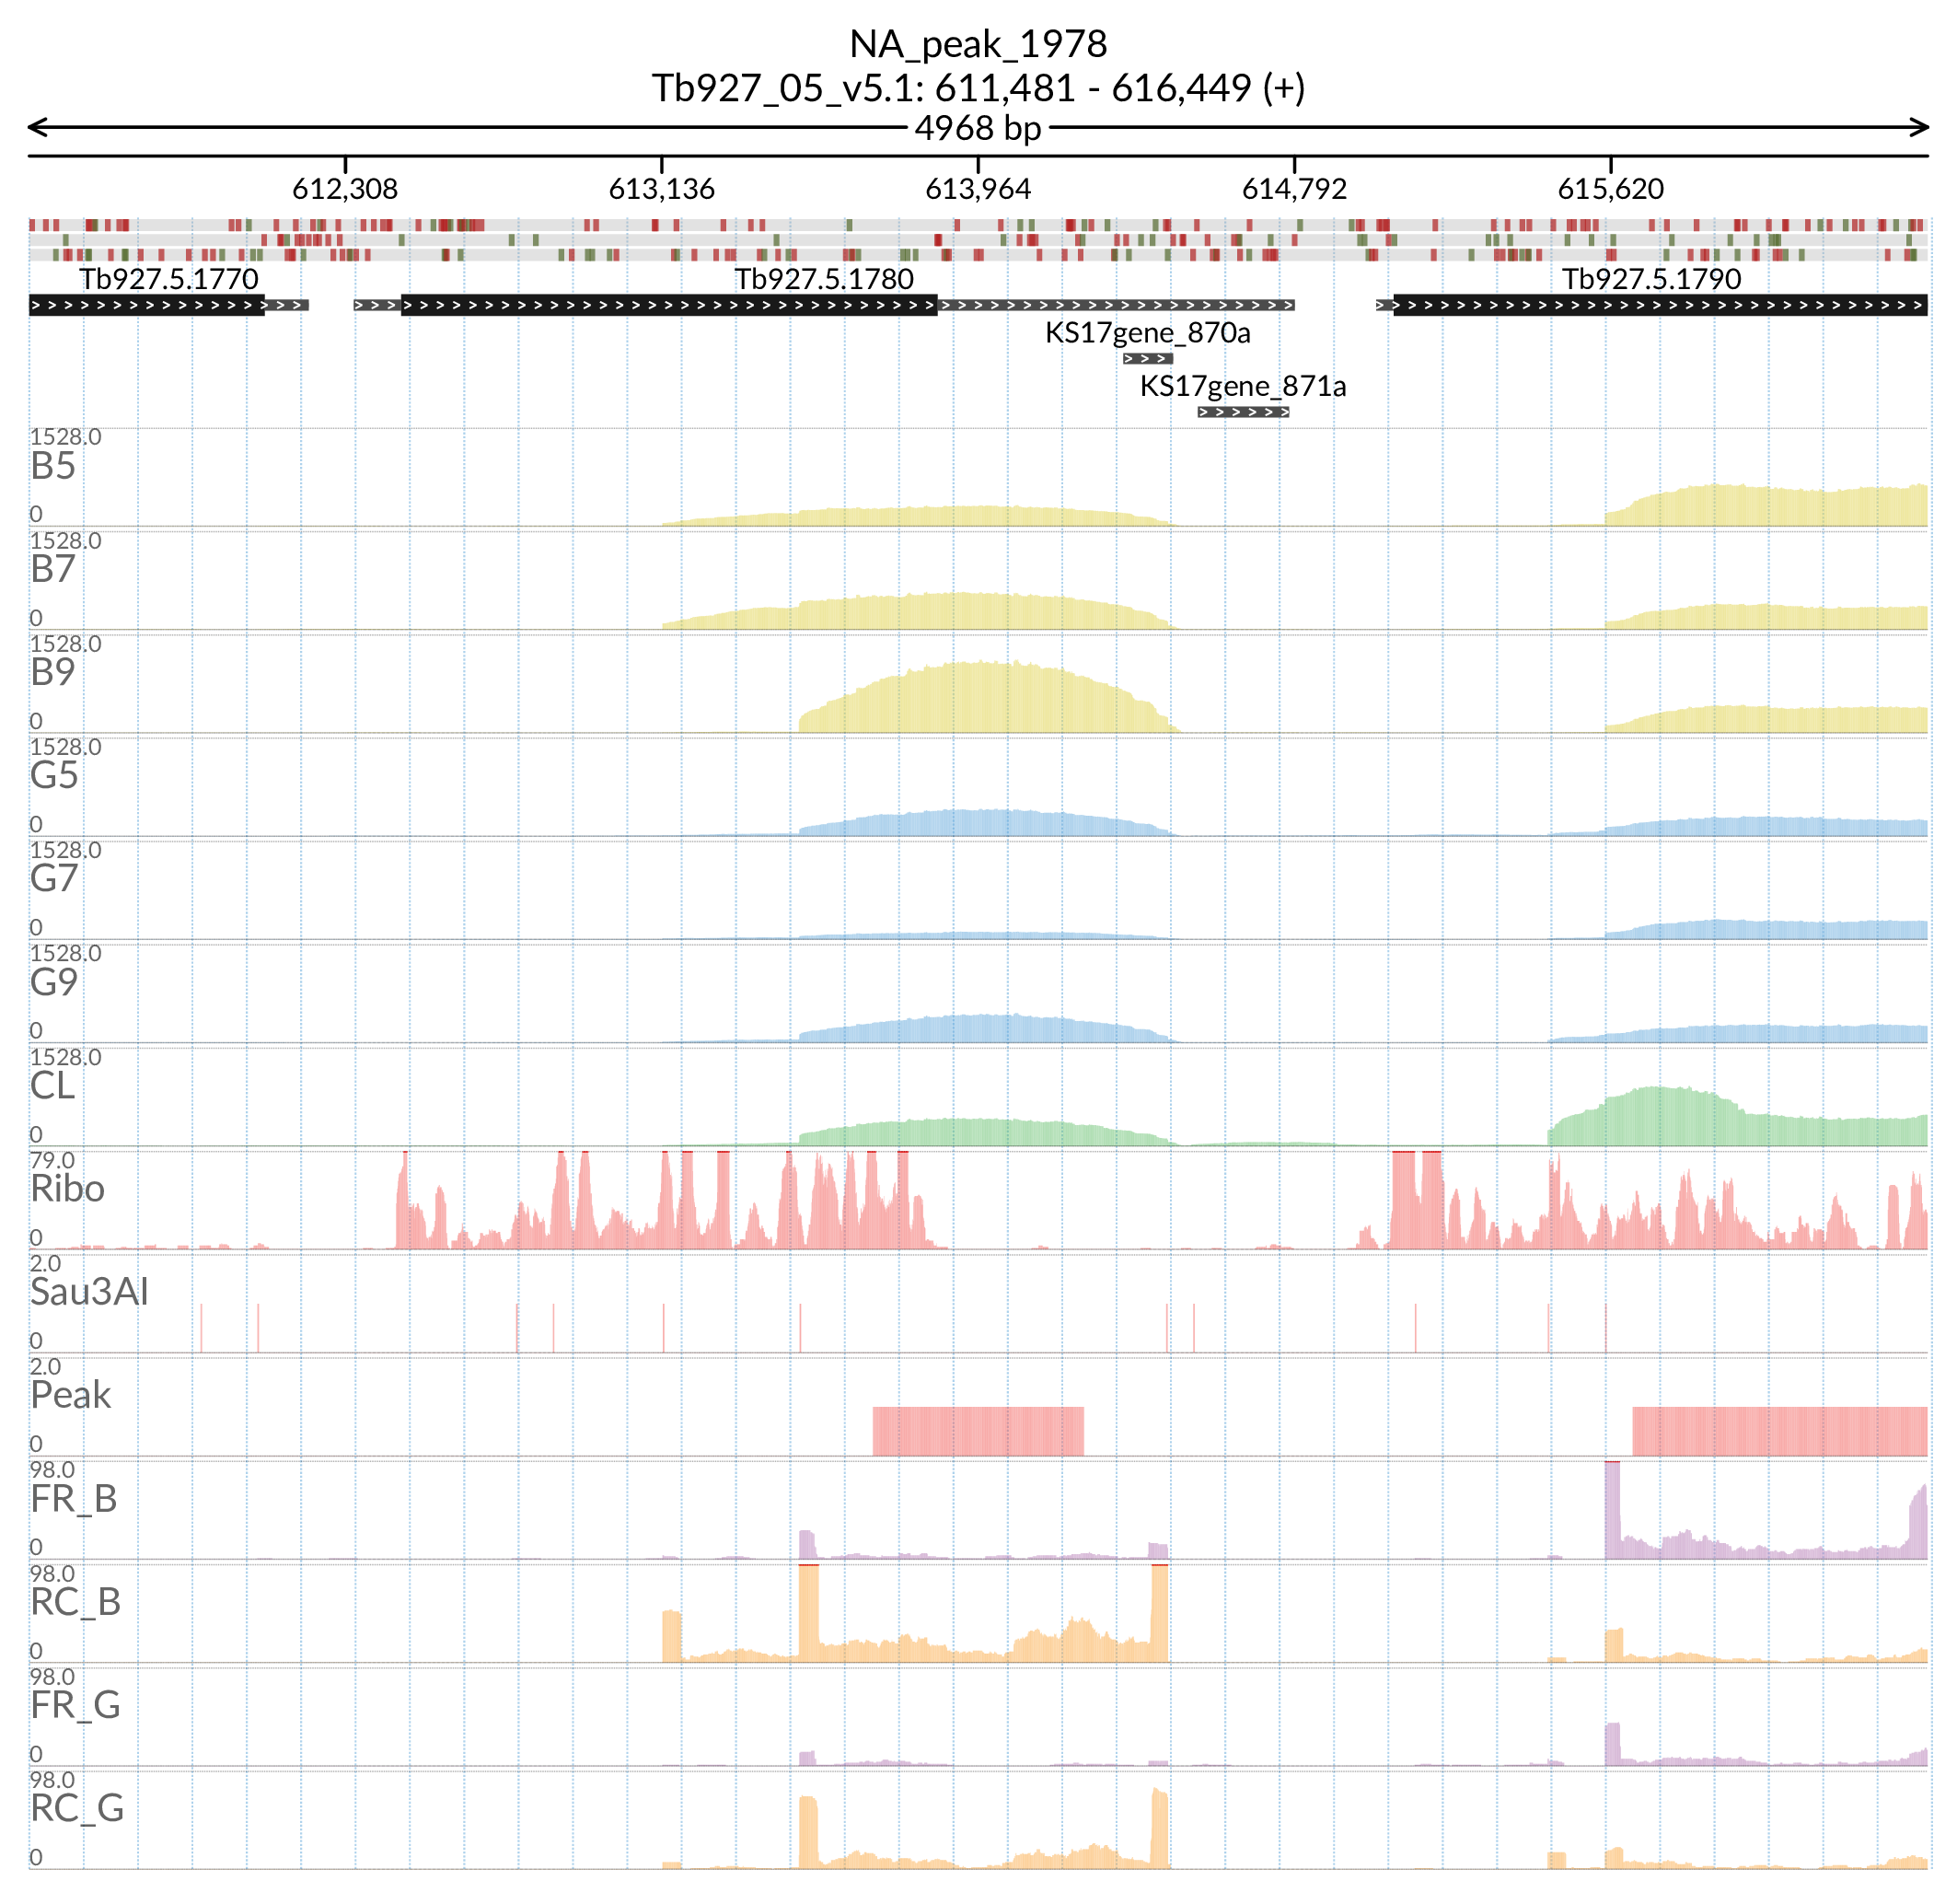 NA_peak_1978
Tb927_05_v5.1: 611,481 - 616,449 (+)
4968 bp
612,308 613,136 613,964 614,792 615,620
Tb927.5.1770 Tb927.5.1780 Tb927.5.1790
KS17gene_870a
KS17gene_871a
1528.0
B5
0
1528.0
B7
0
1528.0
B9
0
1528.0
G5
0
1528.0
G7
0
1528.0
G9
0
1528.0
CL
0
79.0
Ribo
0
2.0
Sau3AI
0
2.0
Peak
0
98.0
FR_B
0
98.0
RC_B
0
98.0
FR_G
0
98.0
RC_G
0